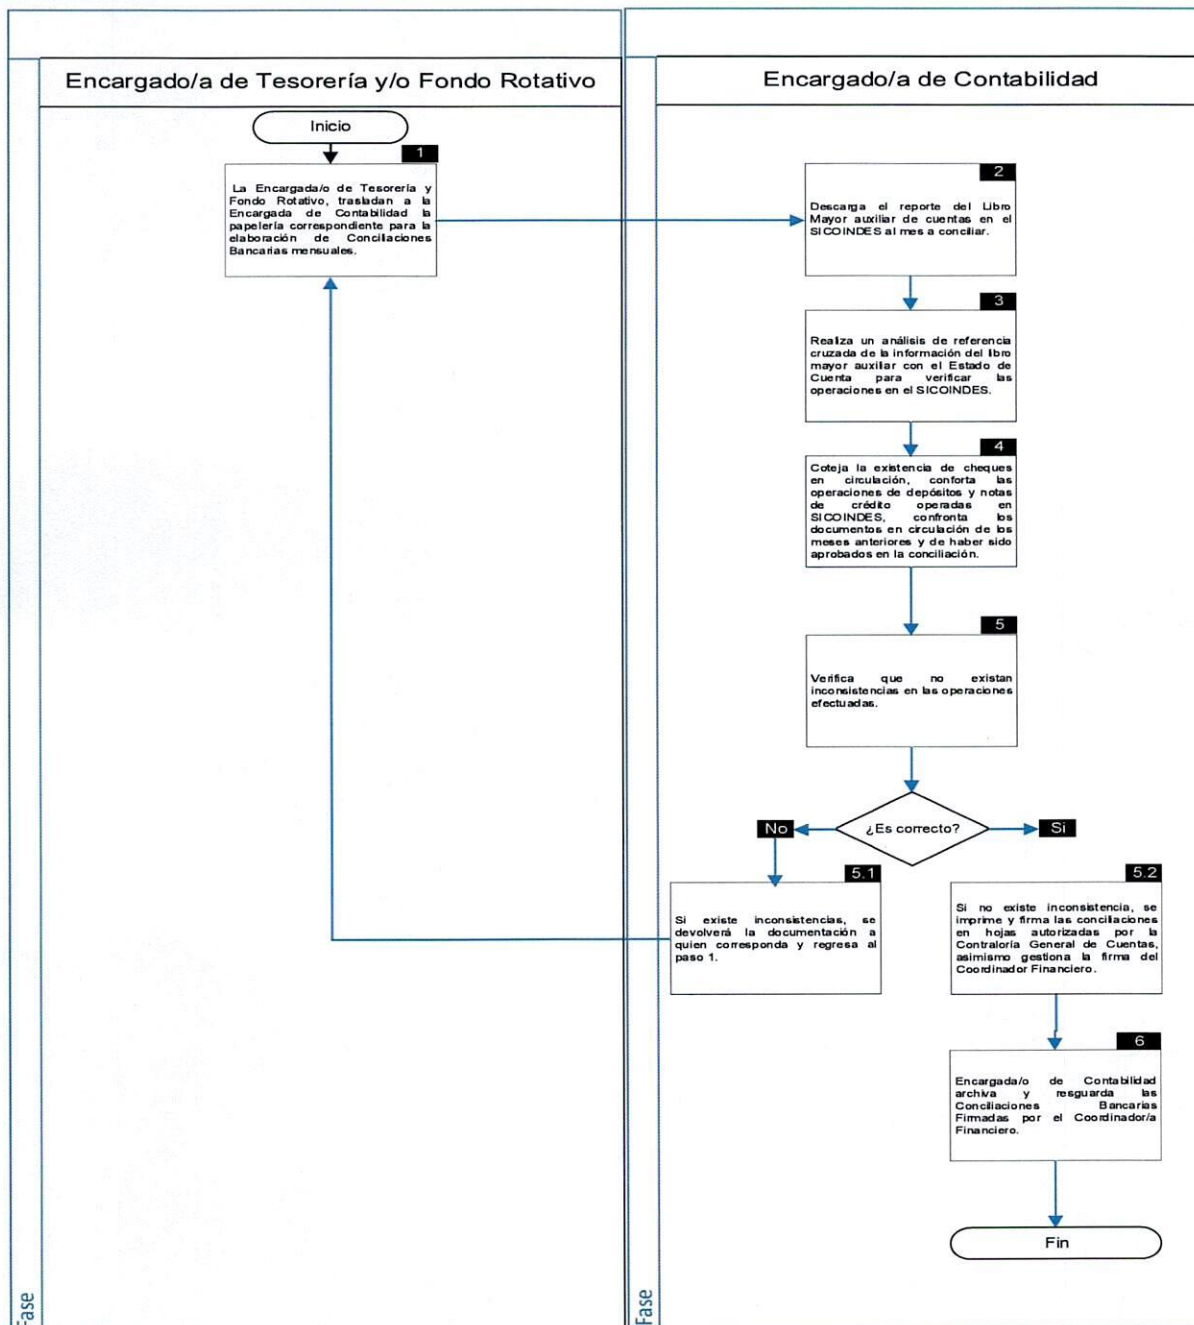 Encargado/a de Tesorería y/o Fondo Rotativo
Encargado/a de Contabilidad
Inicio
1
La Encargada/o de Tesorería y
Fondo Rotativo, trasladan a la
Encargada de Contabilidad la
papelería correspondiente para la
elaboración de Conciliaciones
Bancarias mensuales.
2
Descarga el reporte del Libro
Mayor auxiliar de cuentas en el
SICOINDES al mes a conciliar.
3
Realiza un análisis de referencia
cruzada de la información del libro
mayor auxiliar con el Estado de
Cuenta para verificar las
operaciones en el SICOINDES.
4
Coteja la existencia de cheques
en circulación, conforta las
operaciones de depósitos y notas
de crédito operadas en
SICOINDES, confronta los
documentos en circulación de los
meses anteriores y de haber sido
aprobados en la conciliación.
5
Verifica que no existan
inconsistencias en las operaciones
efectuadas.
¿Es correcto?
No
Si
5.1
Si existe inconsistencias, se
devolverá la documentación a
quien corresponda y regresa al
paso 1.
5.2
Si no existe inconsistencia, se
imprime y firma las conciliaciones
en hojas autorizadas por la
Contraloría General de Cuentas,
asimismo gestiona la firma del
Coordinador Financiero.
6
Encargada/o de Contabilidad
archiva y resguarda las
Conciliaciones Bancarias
Firmadas por el Coordinador/a
Financiero.
Fin
Fase
Fase